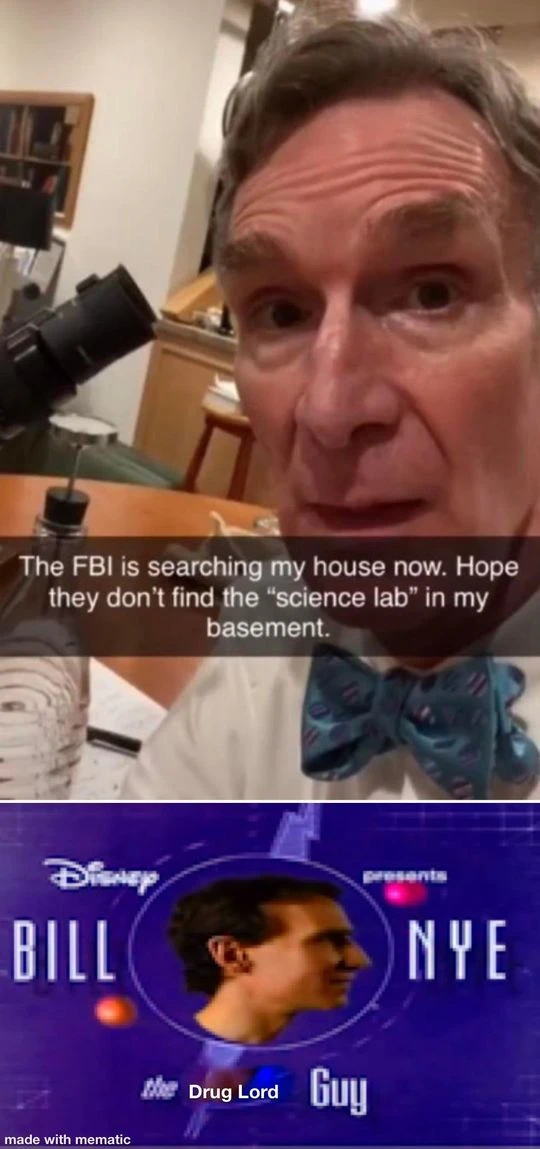 The FBI is searching my house now. Hope
they don’t find the “science lab” in my
basement.
Disney presents
BILL NYE
the Drug Lord Guy
made with mematic